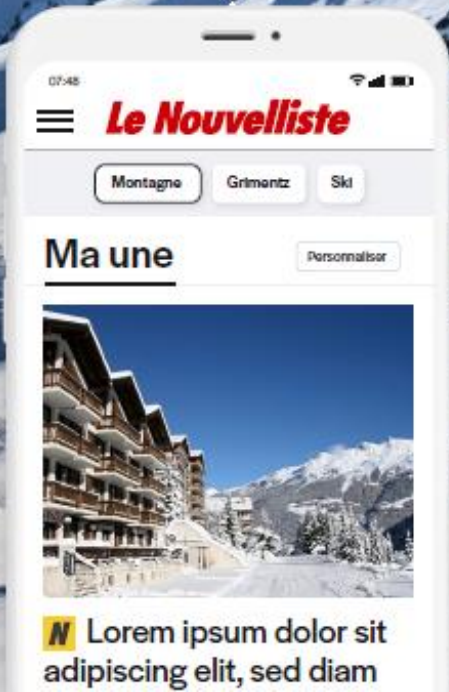 07:48
Le Nouvelliste
Montagne
Grimentz
Ski
Ma une
Personnaliser
N Lorem ipsum dolor sit
adipiscing elit, sed diam